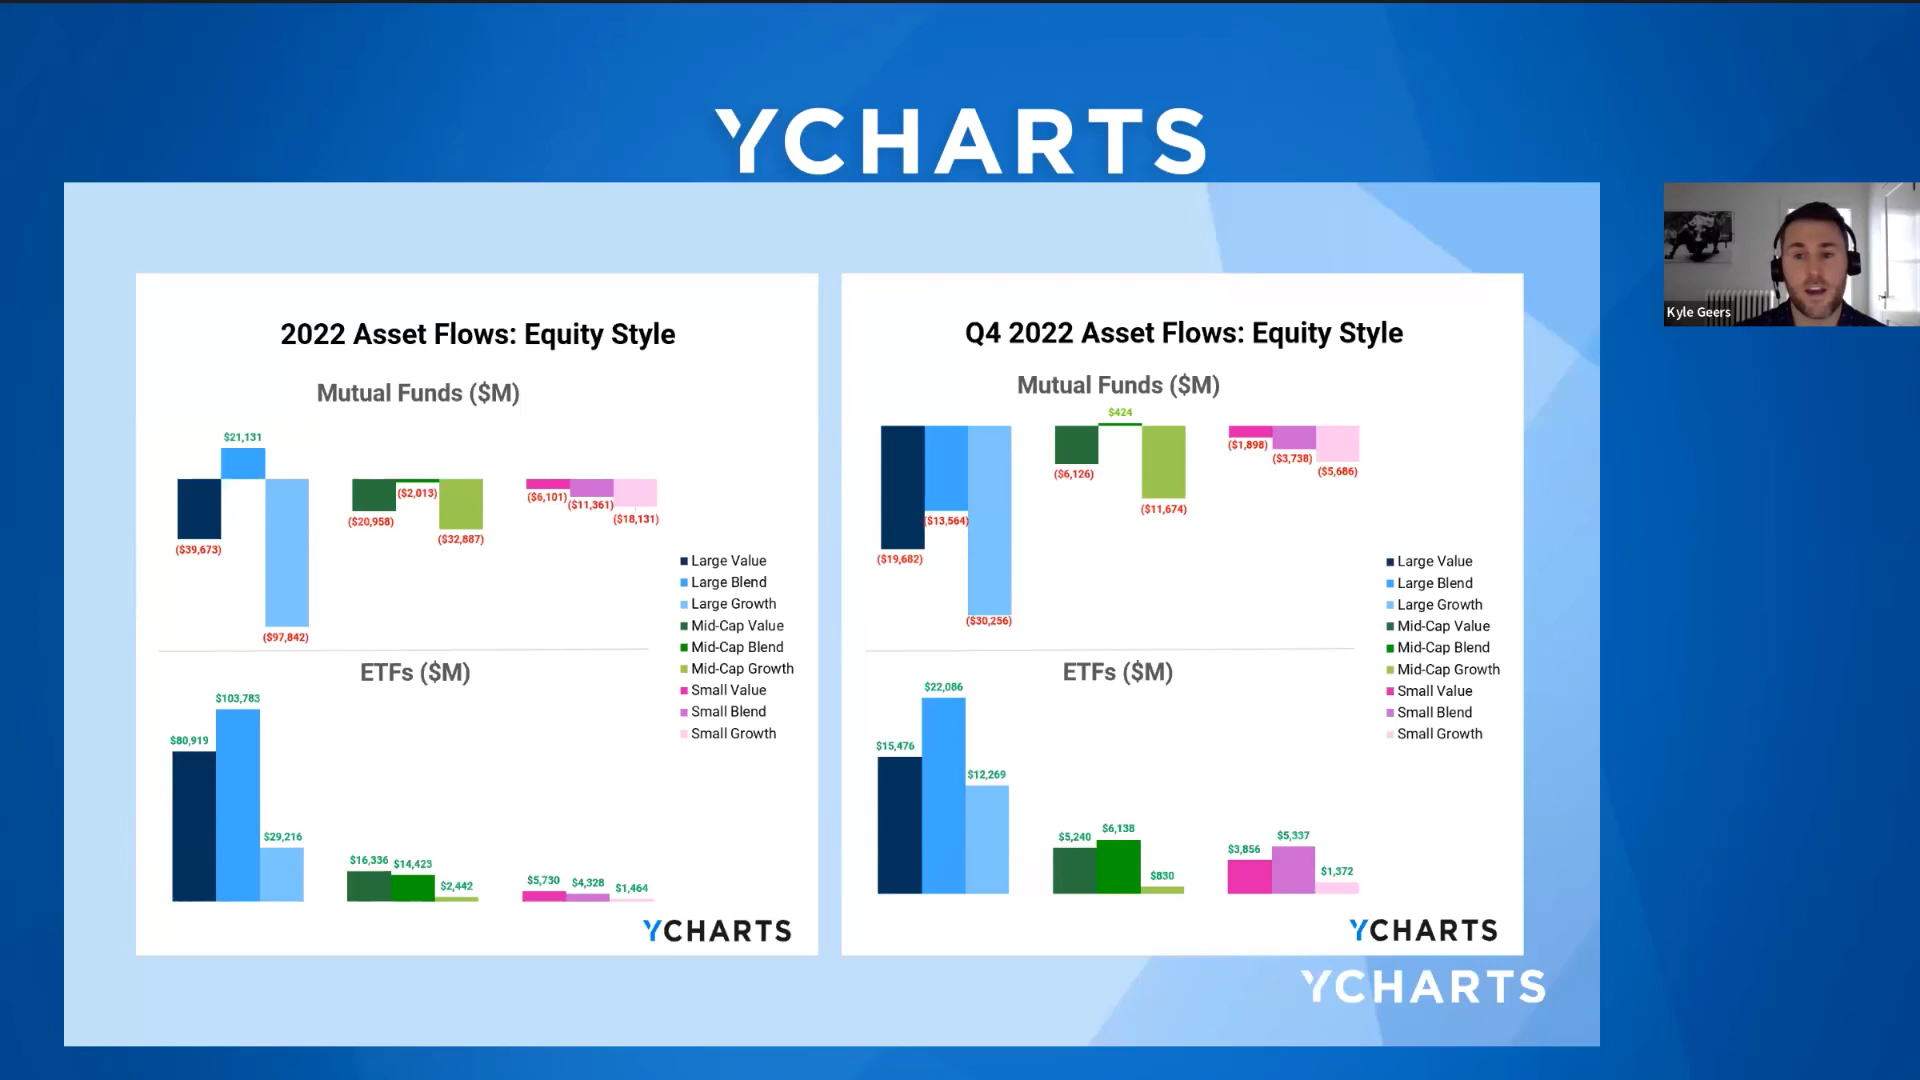 YCHARTS
2022 Asset Flows: Equity Style
Mutual Funds ($M)
$21,131
($39,673)
($97,842)
($20,958)
($2,013)
($32,887)
($6,101)
($11,361)
($18,131)
Large Value
Large Blend
Large Growth
Mid-Cap Value
Mid-Cap Blend
Mid-Cap Growth
Small Value
Small Blend
Small Growth
ETFs ($M)
$80,919
$103,783
$29,216
$16,336
$14,423
$2,442
$5,730
$4,328
$1,464
YCHARTS
Q4 2022 Asset Flows: Equity Style
Mutual Funds ($M)
($19,682)
($13,564)
($30,256)
($6,126)
$424
($11,674)
($1,898)
($3,738)
($5,686)
Large Value
Large Blend
Large Growth
Mid-Cap Value
Mid-Cap Blend
Mid-Cap Growth
Small Value
Small Blend
Small Growth
ETFs ($M)
$15,476
$22,086
$12,269
$5,240
$6,138
$830
$3,856
$5,337
$1,372
YCHARTS
YCHARTS
Kyle Geers